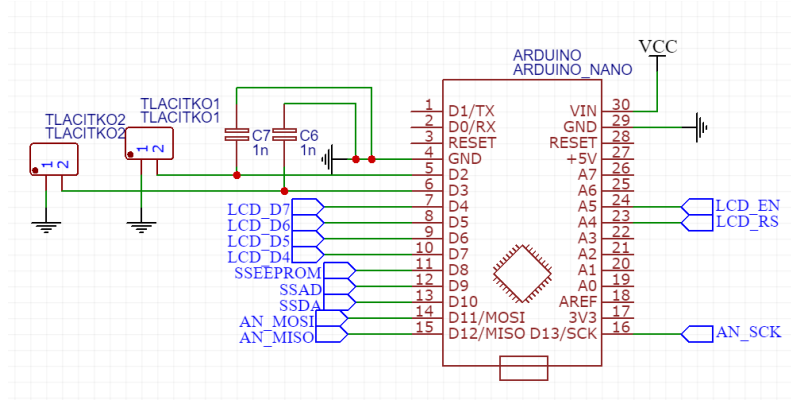 VCC
ARDUINO
ARDUINO_NANO
TLACITKO1
TLACITKO1
TLACITKO2
TLACITKO2
1 2
1 2
C7
1n
C6
1n
1 D1/TX VIN 30
2 D0/RX GND 29
3 RESET RESET 28
4 GND +5V 27
5 D2 A7 26
6 D3 A6 25
LCD_D7 7 D4 A5 24 LCD_EN
LCD_D6 8 D5 A4 23 LCD_RS
LCD_D5 9 D6 A3 22
LCD_D4 10 D7 A2 21
SSEEPROM 11 D8 A1 20
SSAD 12 D9 A0 19
SSDA 13 D10 AREF 18
AN_MOSI 14 D11/MOSI 3V3 17
AN_MISO 15 D12/MISO D13/SCK 16 AN_SCK